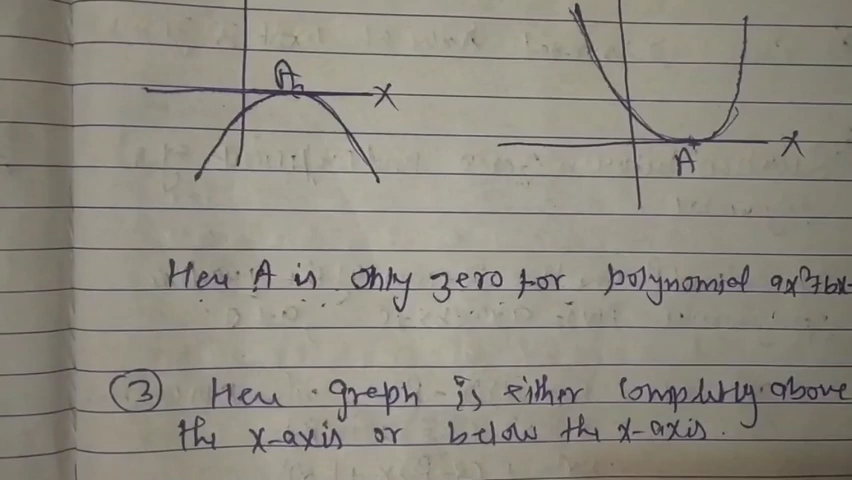 A
X
X
A
Here A is only zero for polynomial ax²+bx
③ Here graph is either completly above
the x-axis or below the x-axis.